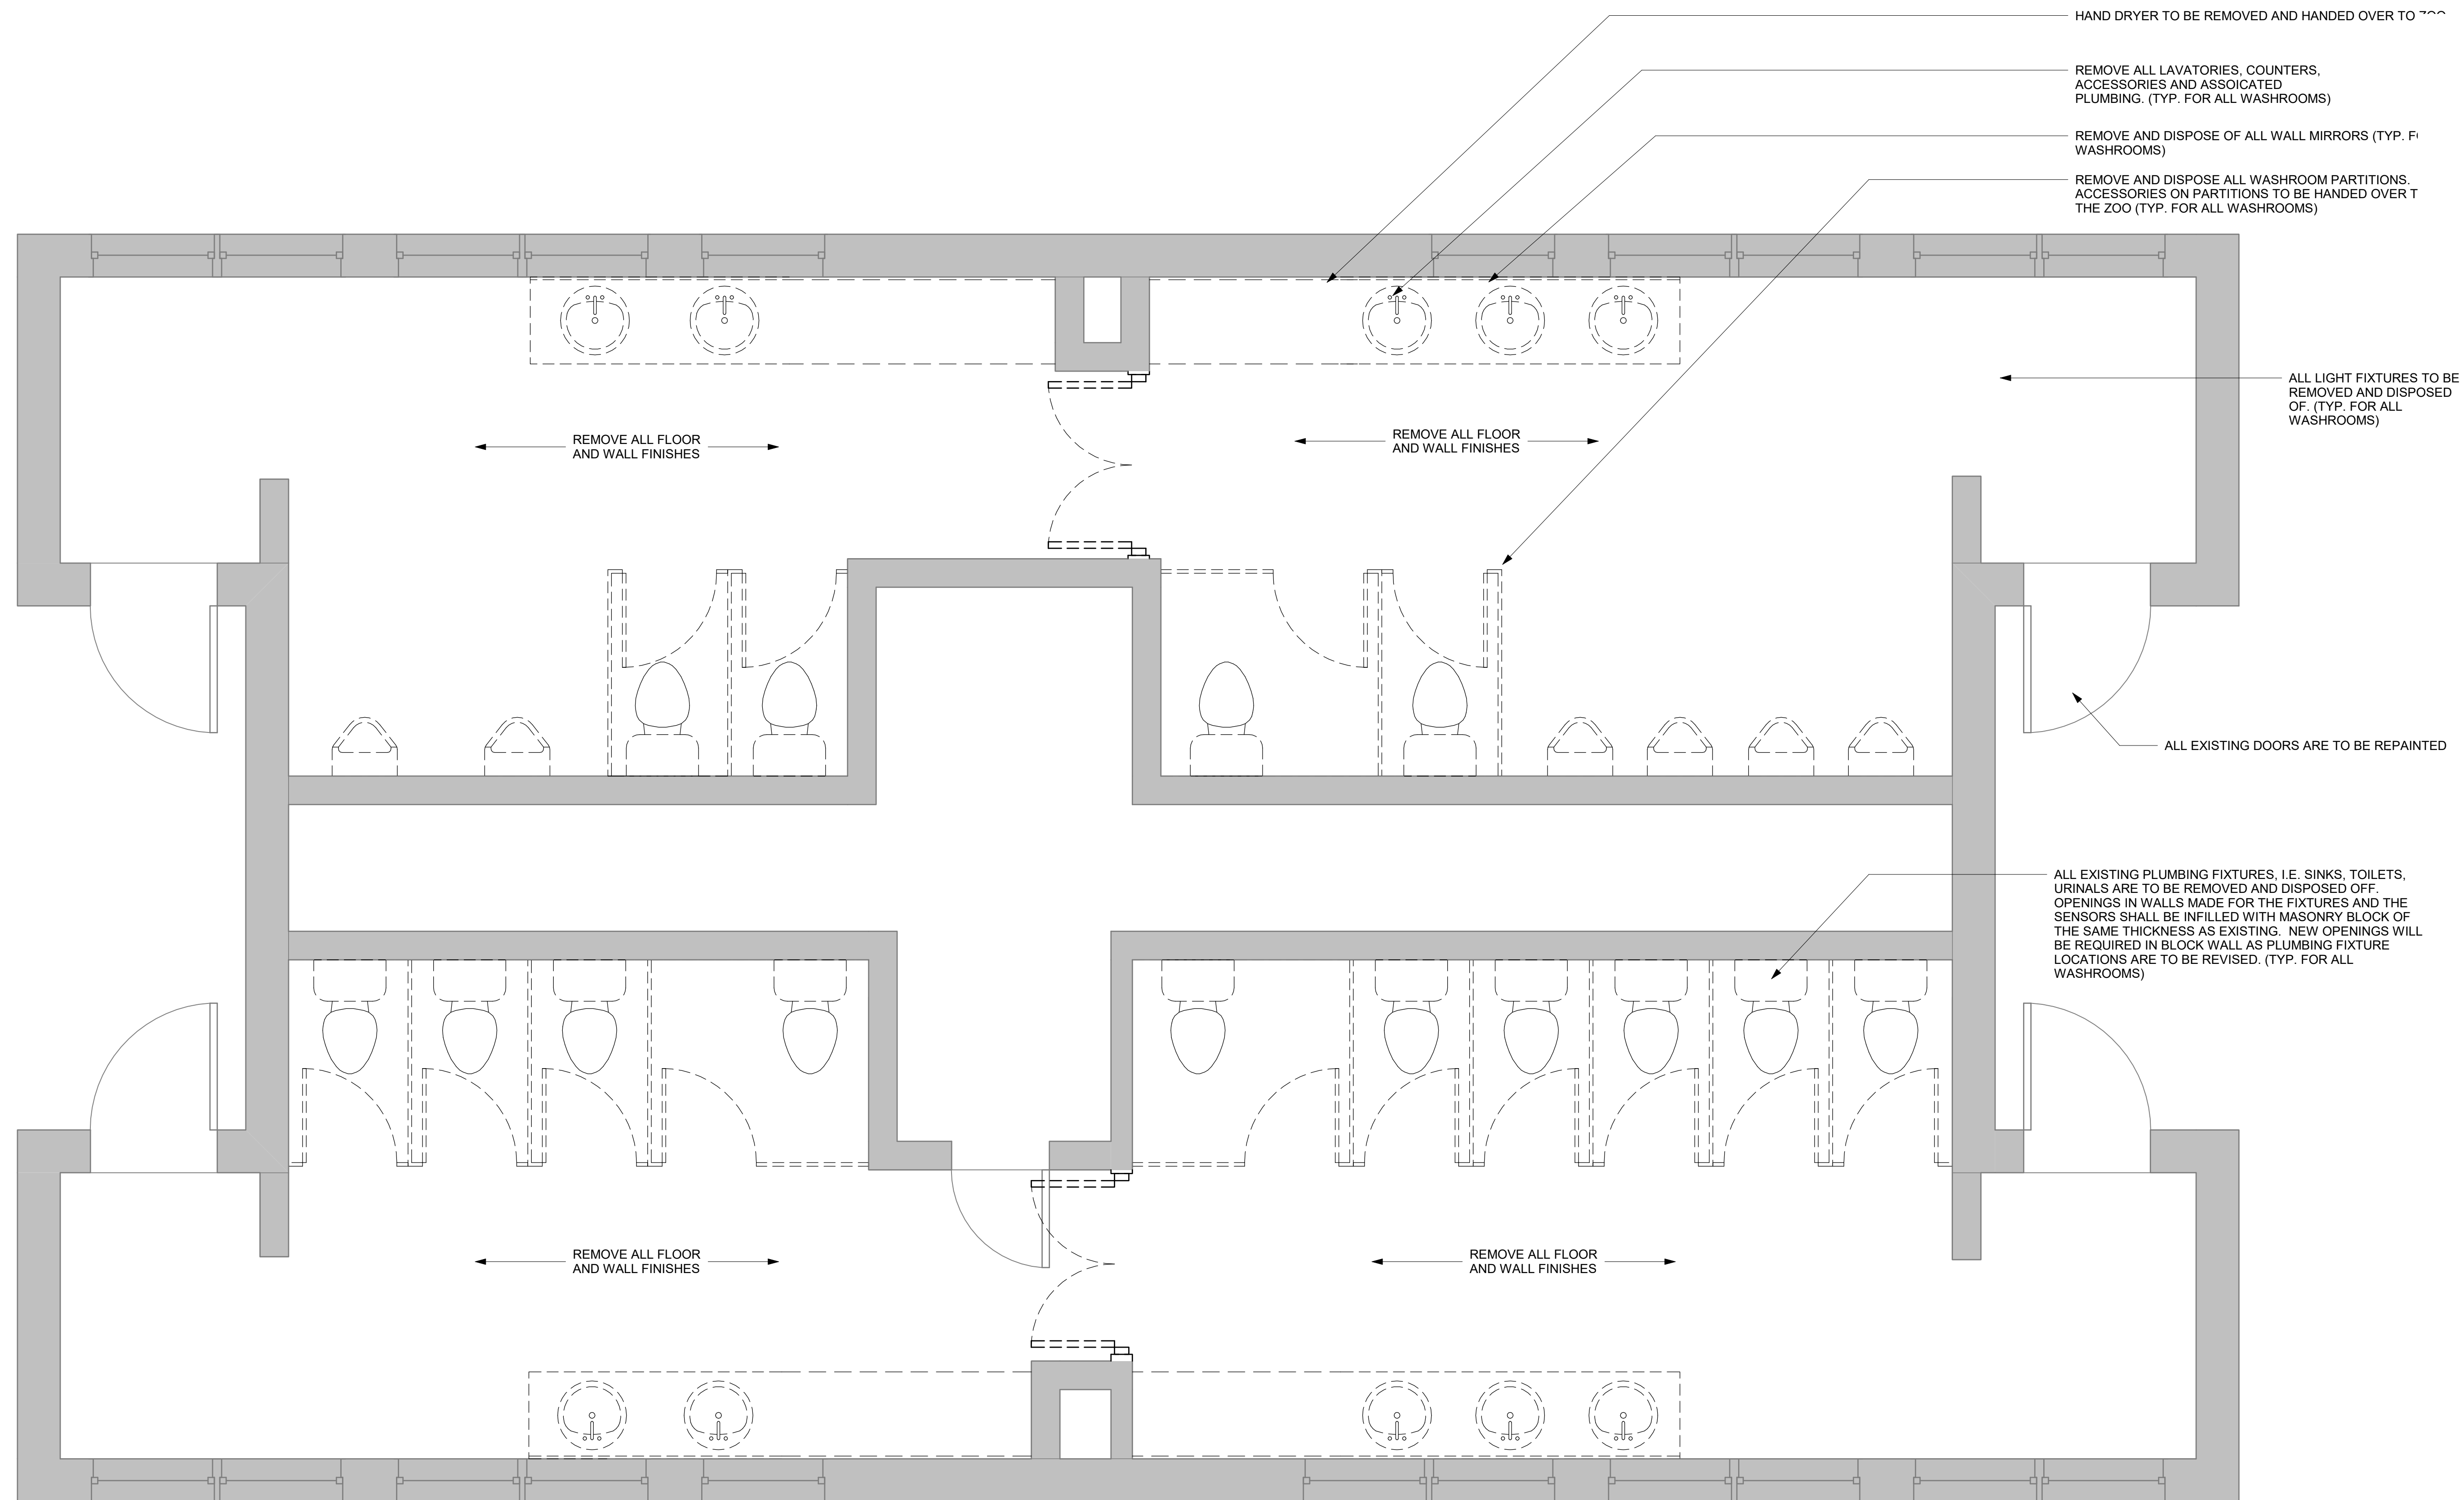 HAND DRYER TO BE REMOVED AND HANDED OVER TO
REMOVE ALL LAVATORIES, COUNTERS,
ACCESSORIES AND ASSOICATED
PLUMBING. (TYP. FOR ALL WASHROOMS)
REMOVE AND DISPOSE OF ALL WALL MIRRORS (TYP.
WASHROOMS)
REMOVE AND DISPOSE ALL WASHROOM PARTITIONS.
ACCESSORIES ON PARTITIONS TO BE HANDED OVER T
THE ZOO (TYP. FOR ALL WASHROOMS)
ALL LIGHT FIXTURES TO BE
REMOVED AND DISPOSED
OF. (TYP. FOR ALL
WASHROOMS)
REMOVE ALL FLOOR
AND WALL FINISHES
REMOVE ALL FLOOR
AND WALL FINISHES
ALL EXISTING DOORS ARE TO BE REPAINTED
ALL EXISTING PLUMBING FIXTURES, I.E. SINKS, TOILETS,
URINALS ARE TO BE REMOVED AND DISPOSED OFF.
OPENINGS IN WALLS MADE FOR THE FIXTURES AND THE
SENSORS SHALL BE INFILLED WITH MASONRY BLOCK OF
THE SAME THICKNESS AS EXISTING. NEW OPENINGS WILL
BE REQUIRED IN BLOCK WALL AS PLUMBING FIXTURE
LOCATIONS ARE TO BE REVISED. (TYP. FOR ALL
WASHROOMS)
REMOVE ALL FLOOR
AND WALL FINISHES
REMOVE ALL FLOOR
AND WALL FINISHES